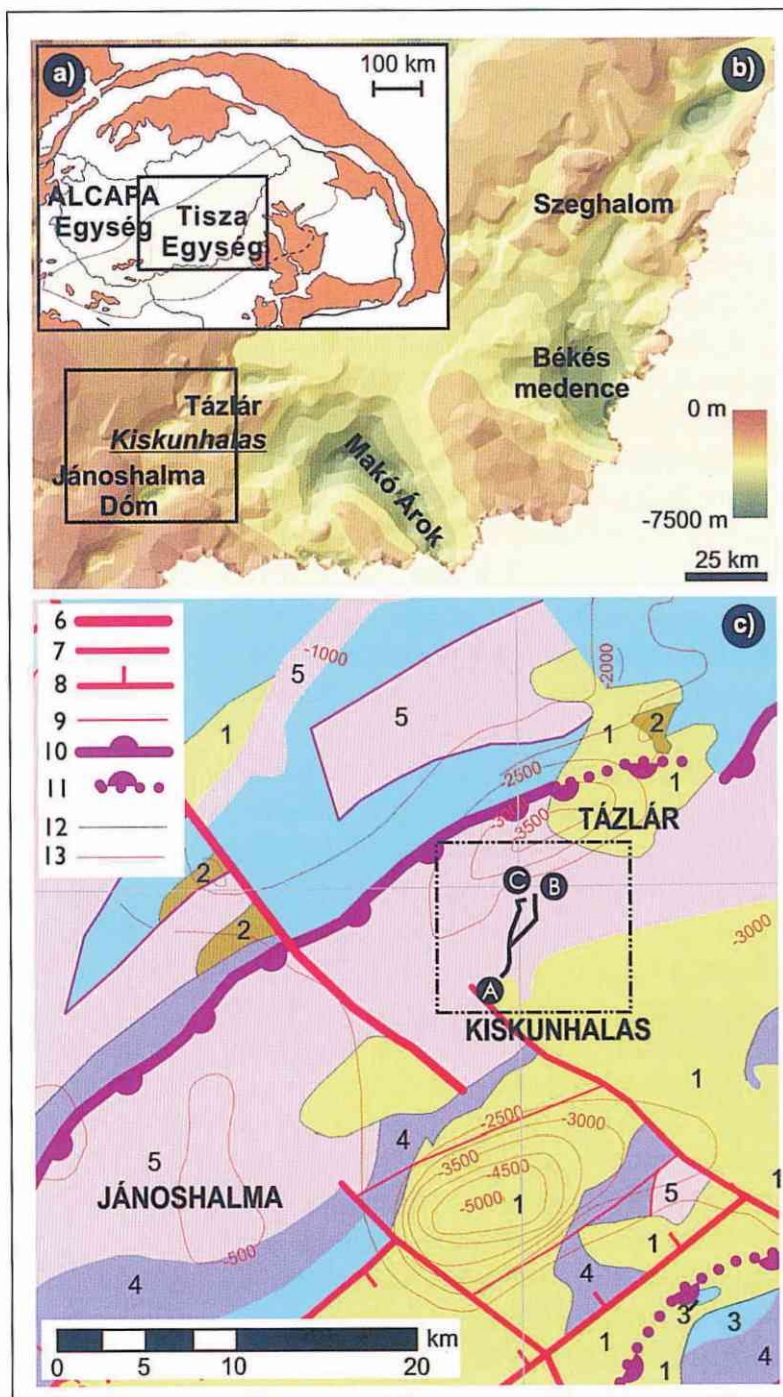 a)
100 km
ALCAPA
Egység
Tisza
Egység
b)
Szeghalom
Békés
medence
Tázlár
Kiskunhalas
Jánoshalma
Dóm
Makó Árok
0 m
-7500 m
25 km
c)
6
7
8
9
10
11
12
13
-1000
5
5
1
-2000
1
2
-2500
1
-3500
TÁZLÁR
2
2
C
B
-3000
A
KISKUNHALAS
1
4
-2500
-3000
-3500
-4500
-5000
1
5
JÁNOSHALMA
-500
4
5
1
1
4
1
3
3
4
1
1
km
0
5
10
20